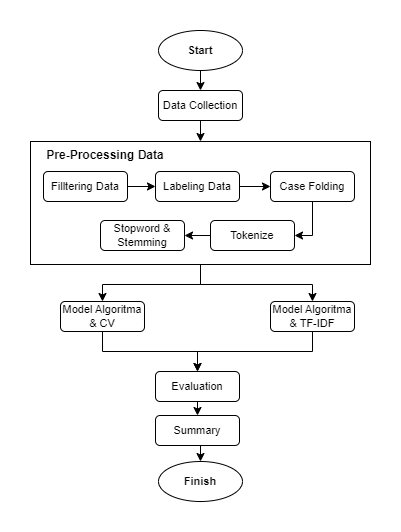 Start
Data Collection
Pre-Processing Data
Filltering Data
Labeling Data
Case Folding
Tokenize
Stopword &
Stemming
Model Algoritma
& CV
Model Algoritma
& TF-IDF
Evaluation
Summary
Finish